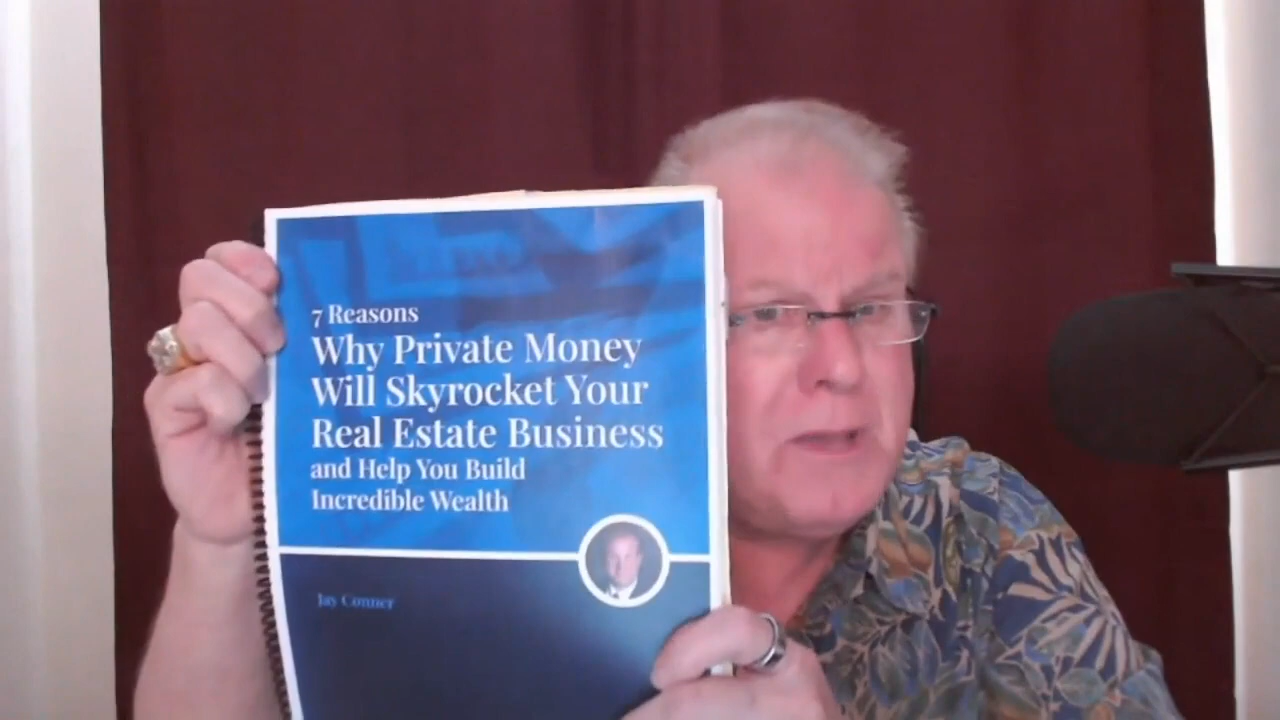 7 Reasons
Why Private Money
Will Skyrocket Your
Real Estate Business
and Help You Build
Incredible Wealth
Jay Conner